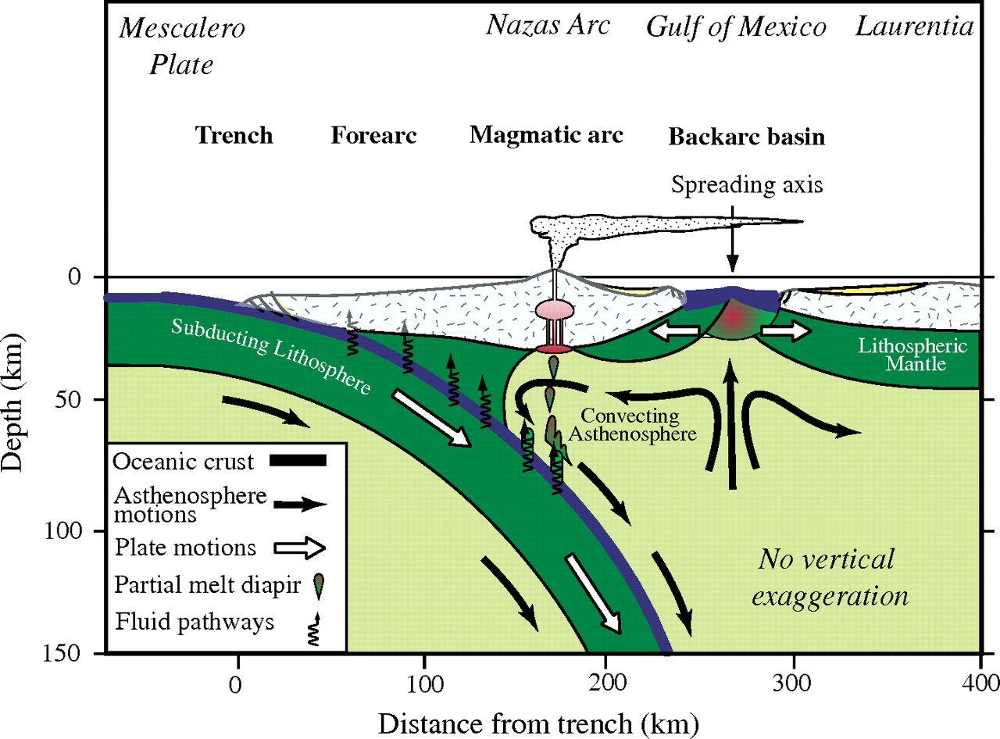 Mescalero
Plate
Nazas Arc
Gulf of Mexico
Laurentia
Trench
Forearc
Magmatic arc
Backarc basin
Spreading axis
0
50
100
150
Depth (km)
Subducting Lithosphere
Lithospheric
Mantle
Convecting
Asthenosphere
Oceanic crust
Asthenosphere
motions
Plate motions
Partial melt diapir
Fluid pathways
No vertical
exaggeration
0
100
200
300
400
Distance from trench (km)